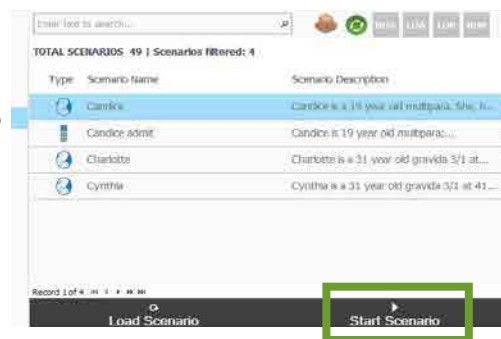 Enter text to search...
TOTAL SCENARIOS 49 | Scenarios filtered: 4
Type Scenario Name Scenario Description
Candice Candice is a 19 year old multipara. She, h...
Candice admit Candice is 19 year old multipara;...
Charlotte Charlotte is a 31 year old gravida 3/1 at...
Cynthia Cynthia is a 31 year old gravida 3/1 at 41...
Record 1 of 4
Load Scenario Start Scenario